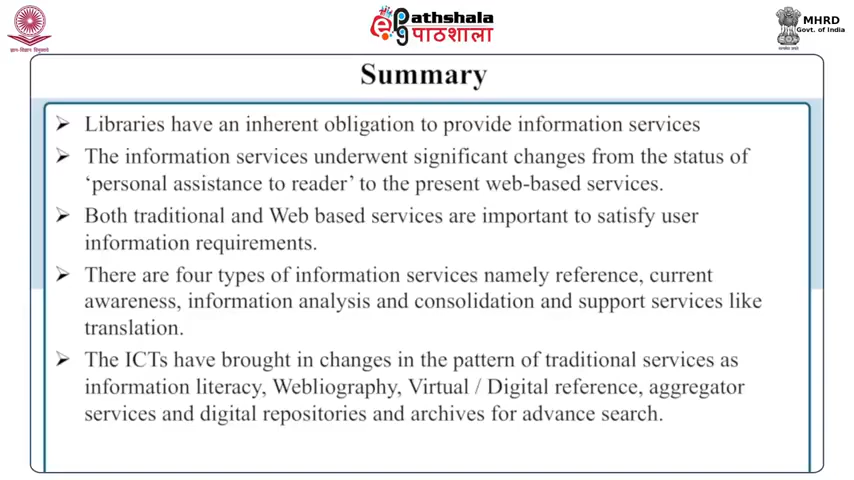 ePathshala
पाठशाला
MHRD
Govt. of India
Summary
➢ Libraries have an inherent obligation to provide information services
➢ The information services underwent significant changes from the status of
‘personal assistance to reader’ to the present web-based services.
➢ Both traditional and Web based services are important to satisfy user
information requirements.
➢ There are four types of information services namely reference, current
awareness, information analysis and consolidation and support services like
translation.
➢ The ICTs have brought in changes in the pattern of traditional services as
information literacy, Webliography, Virtual / Digital reference, aggregator
services and digital repositories and archives for advance search.